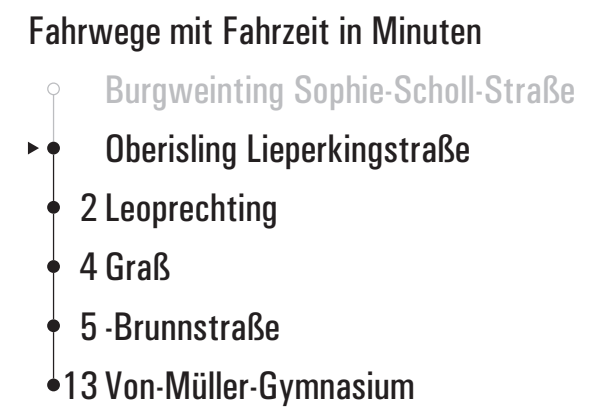 Fahrwege mit Fahrzeit in Minuten
Burgweinting Sophie-Scholl-Straße
Oberisling Lieperkingstraße
2 Leoprechting
4 Graß
5 -Brunnstraße
13 Von-Müller-Gymnasium